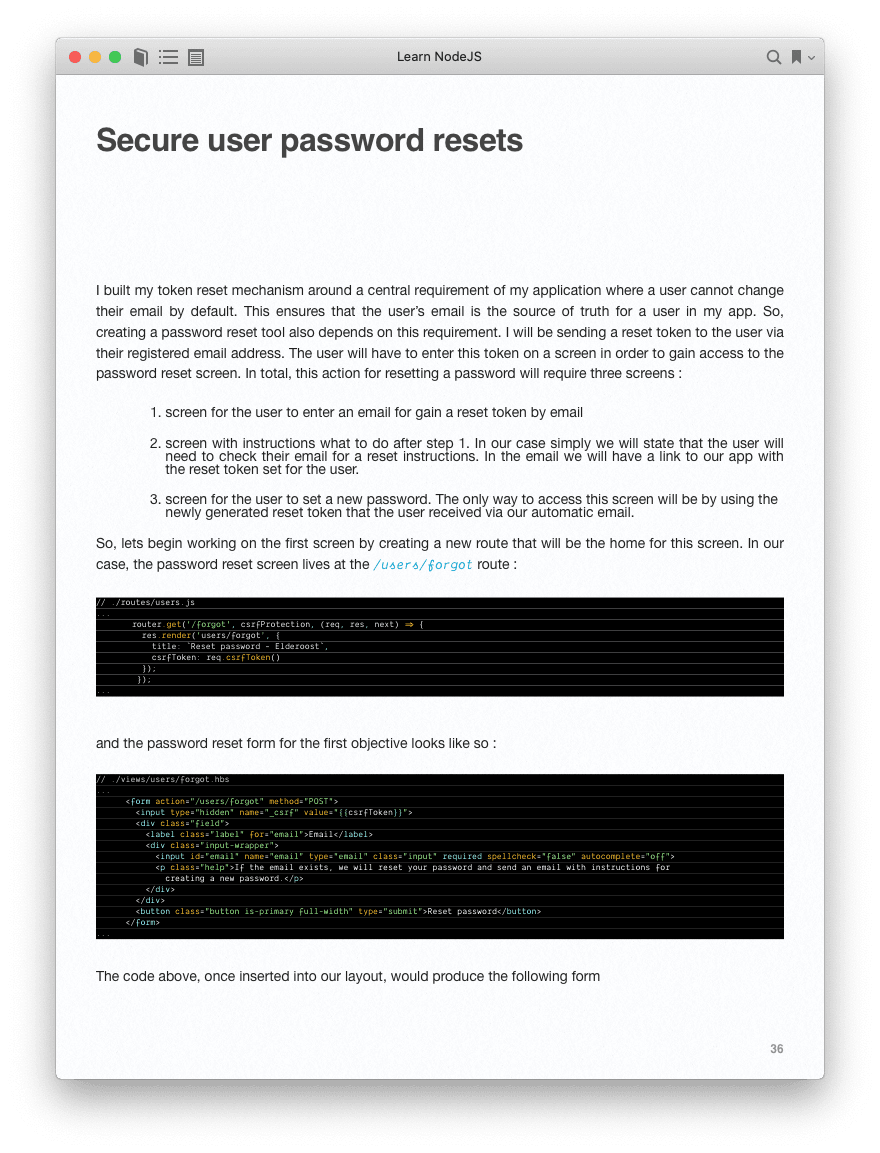 Learn NodeJS
Secure user password resets
I built my token reset mechanism around a central requirement of my application where a user cannot change
their email by default. This ensures that the user’s email is the source of truth for a user in my app. So,
creating a password reset tool also depends on this requirement. I will be sending a reset token to the user via
their registered email address. The user will have to enter this token on a screen in order to gain access to the
password reset screen. In total, this action for resetting a password will require three screens :
1. screen for the user to enter an email for gain a reset token by email
2. screen with instructions what to do after step 1. In our case simply we will state that the user will
need to check their email for a reset instructions. In the email we will have a link to our app with
the reset token set for the user.
3. screen for the user to set a new password. The only way to access this screen will be by using the
newly generated reset token that the user received via our automatic email.
So, lets begin working on the first screen by creating a new route that will be the home for this screen. In our
case, the password reset screen lives at the /users/forgot route :
// ./routes/users.js
...
router.get('/forgot', csrfProtection, (req, res, next) => {
res.render('users/forgot', {
title: `Reset password - Elderoost`,
csrfToken: req.csrfToken()
});
});
...
and the password reset form for the first objective looks like so :
// ./views/users/forgot.hbs
...
<form action="/users/forgot" method="POST">
<input type="hidden" name="_csrf" value="{{csrfToken}}">
<div class="field">
<label class="label" for="email">Email</label>
<div class="input-wrapper">
<input id="email" name="email" type="email" class="input" required spellcheck="false" autocomplete="off">
<p class="help">If the email exists, we will reset your password and send an email with instructions for
creating a new password.</p>
</div>
</div>
<button class="button is-primary full-width" type="submit">Reset password</button>
</form>
...
The code above, once inserted into our layout, would produce the following form
36